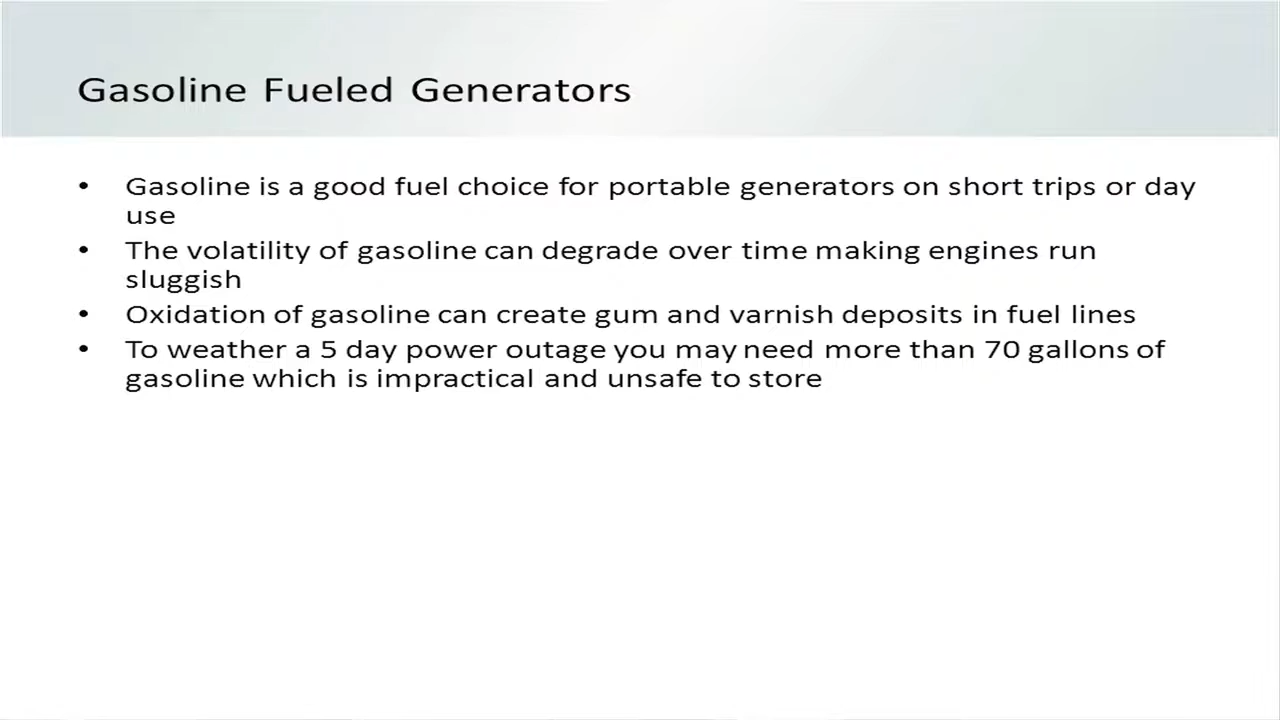 Gasoline Fueled Generators
• Gasoline is a good fuel choice for portable generators on short trips or day
use
• The volatility of gasoline can degrade over time making engines run
sluggish
• Oxidation of gasoline can create gum and varnish deposits in fuel lines
• To weather a 5 day power outage you may need more than 70 gallons of
gasoline which is impractical and unsafe to store